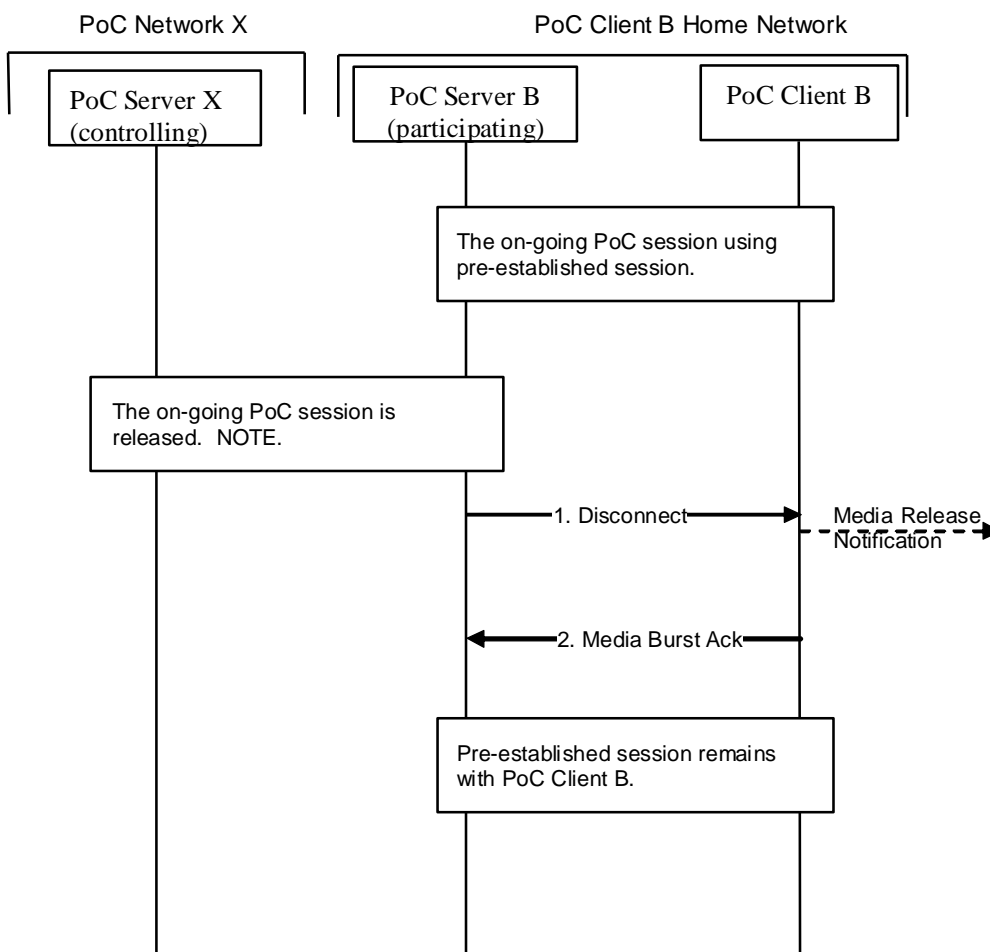 PoC Network X
PoC Client B Home Network
PoC Server X
(controlling)
PoC Server B
(participating)
PoC Client B
The on-going PoC session using
pre-established session.
The on-going PoC session is
released.  NOTE.
1. Disconnect
Media Release
Notification
2. Media Burst Ack
Pre-established session remains
with PoC Client B.